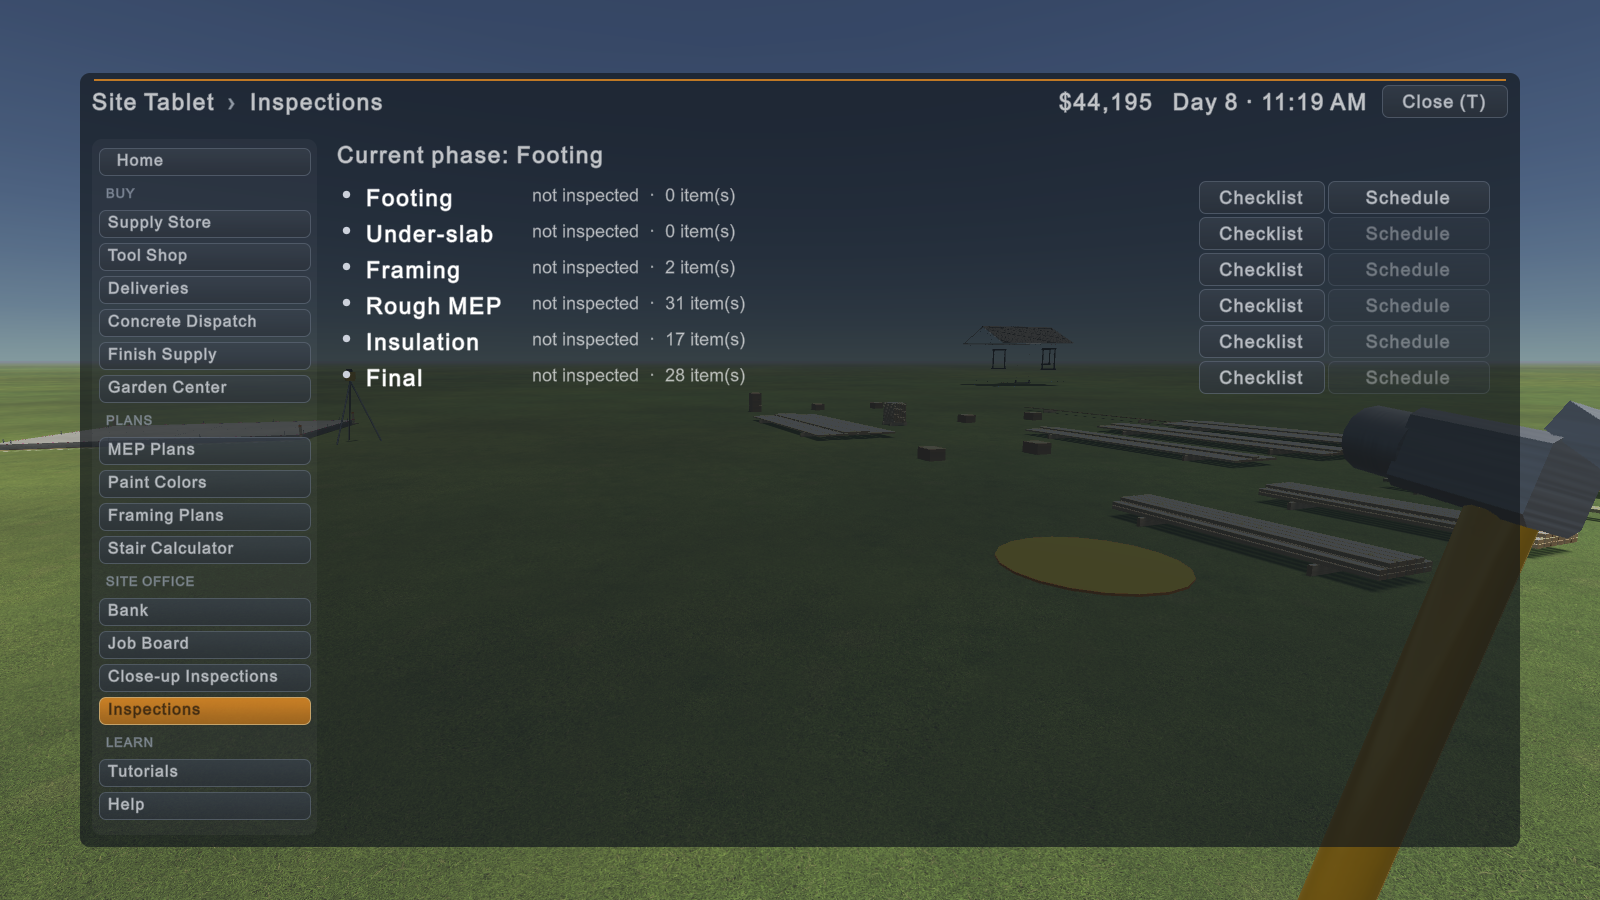 Site Tablet › Inspections
$44,195 Day 8 · 11:19 AM Close (T)
Home
BUY
Supply Store
Tool Shop
Deliveries
Concrete Dispatch
Finish Supply
Garden Center
PLANS
MEP Plans
Paint Colors
Framing Plans
Stair Calculator
SITE OFFICE
Bank
Job Board
Close-up Inspections
Inspections
LEARN
Tutorials
Help
Current phase: Footing
• Footing not inspected · 0 item(s) Checklist Schedule
• Under-slab not inspected · 0 item(s) Checklist Schedule
• Framing not inspected · 2 item(s) Checklist Schedule
• Rough MEP not inspected · 31 item(s) Checklist Schedule
• Insulation not inspected · 17 item(s) Checklist Schedule
• Final not inspected · 28 item(s) Checklist Schedule